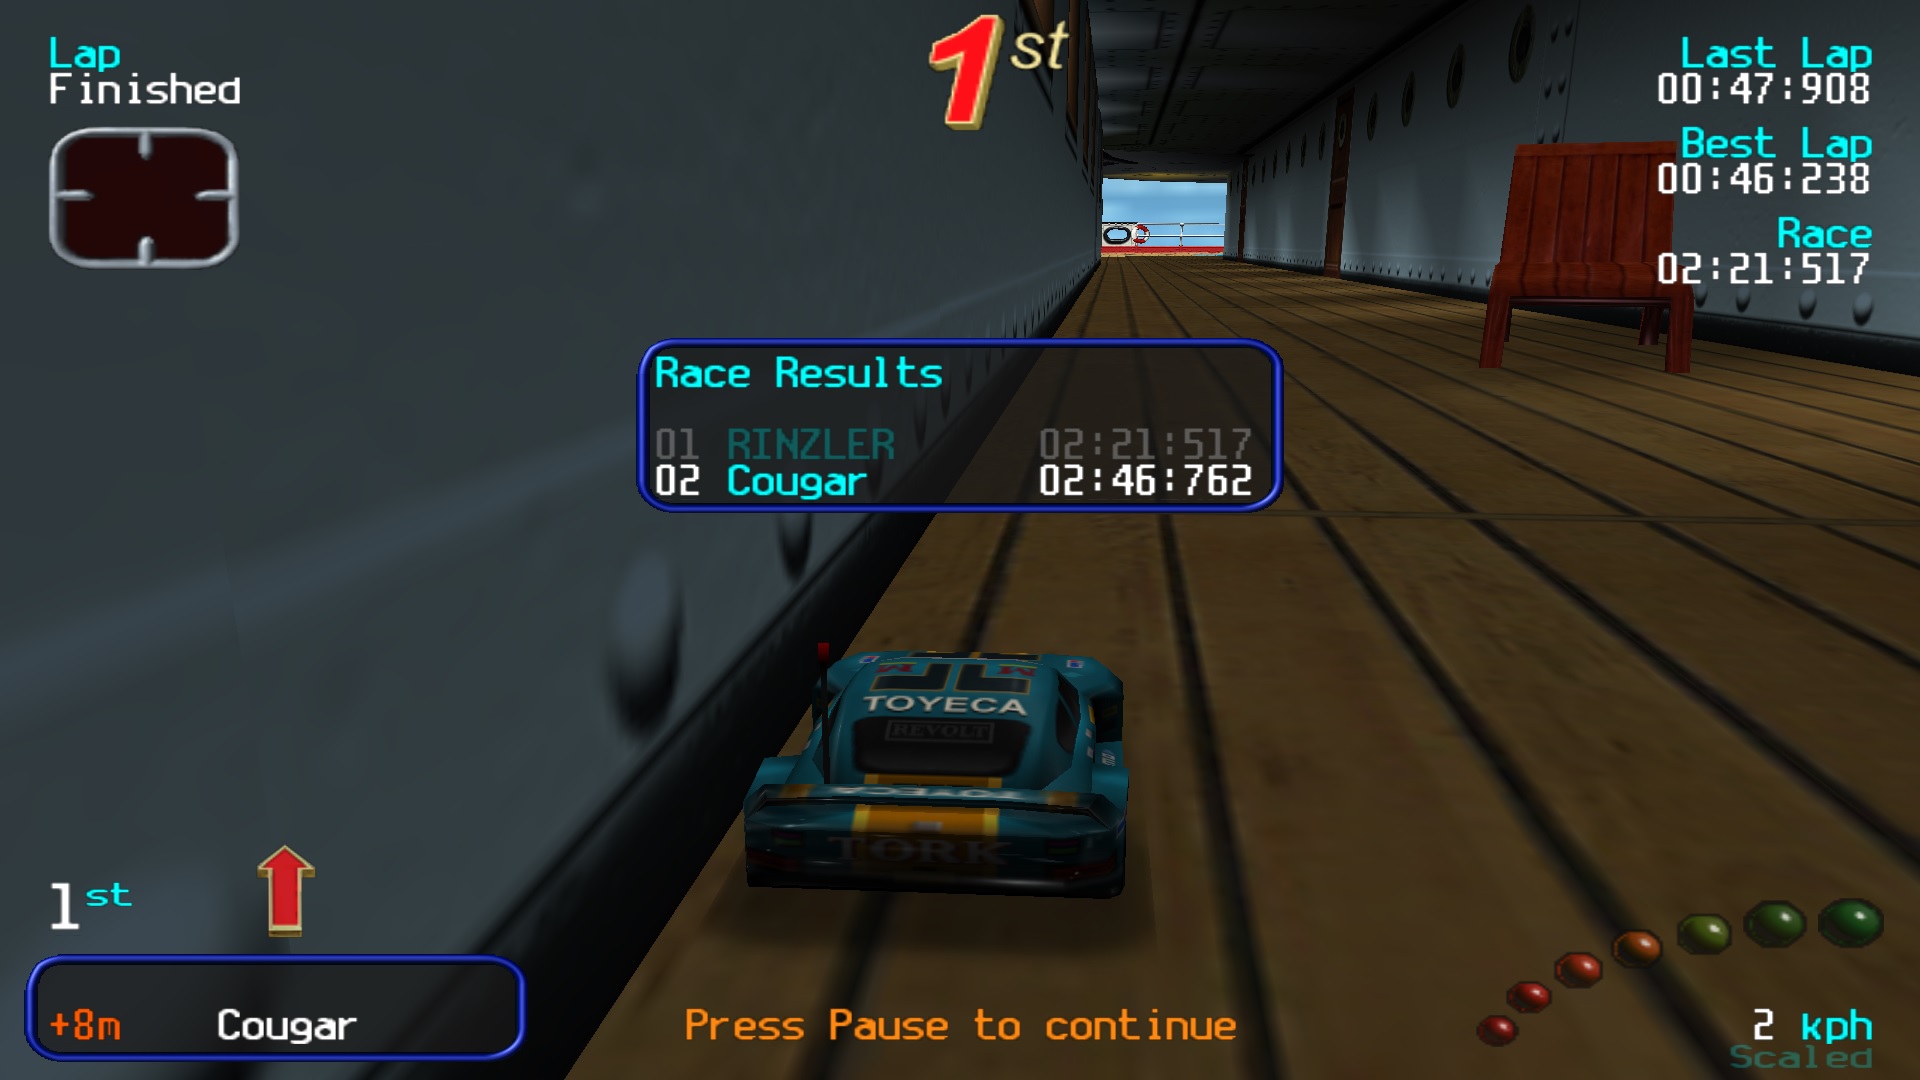 Lap
Finished
1st
Last Lap
00:47:908
Best Lap
00:46:238
Race
02:21:517
Race Results
01 RINZLER 02:21:517
02 Cougar 02:46:762
TOYECA
REVOLT
TOYECA
TORK
1st
+8m Cougar
Press Pause to continue
2 kph
Scaled